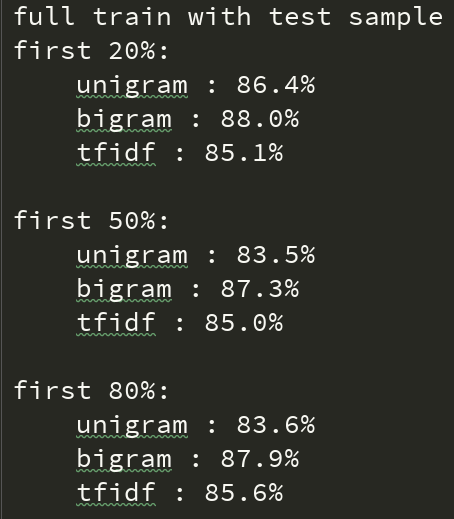 full train with test sample
first 20%:
unigram : 86.4%
bigram : 88.0%
tfidf : 85.1%
first 50%:
unigram : 83.5%
bigram : 87.3%
tfidf : 85.0%
first 80%:
unigram : 83.6%
bigram : 87.9%
tfidf : 85.6%